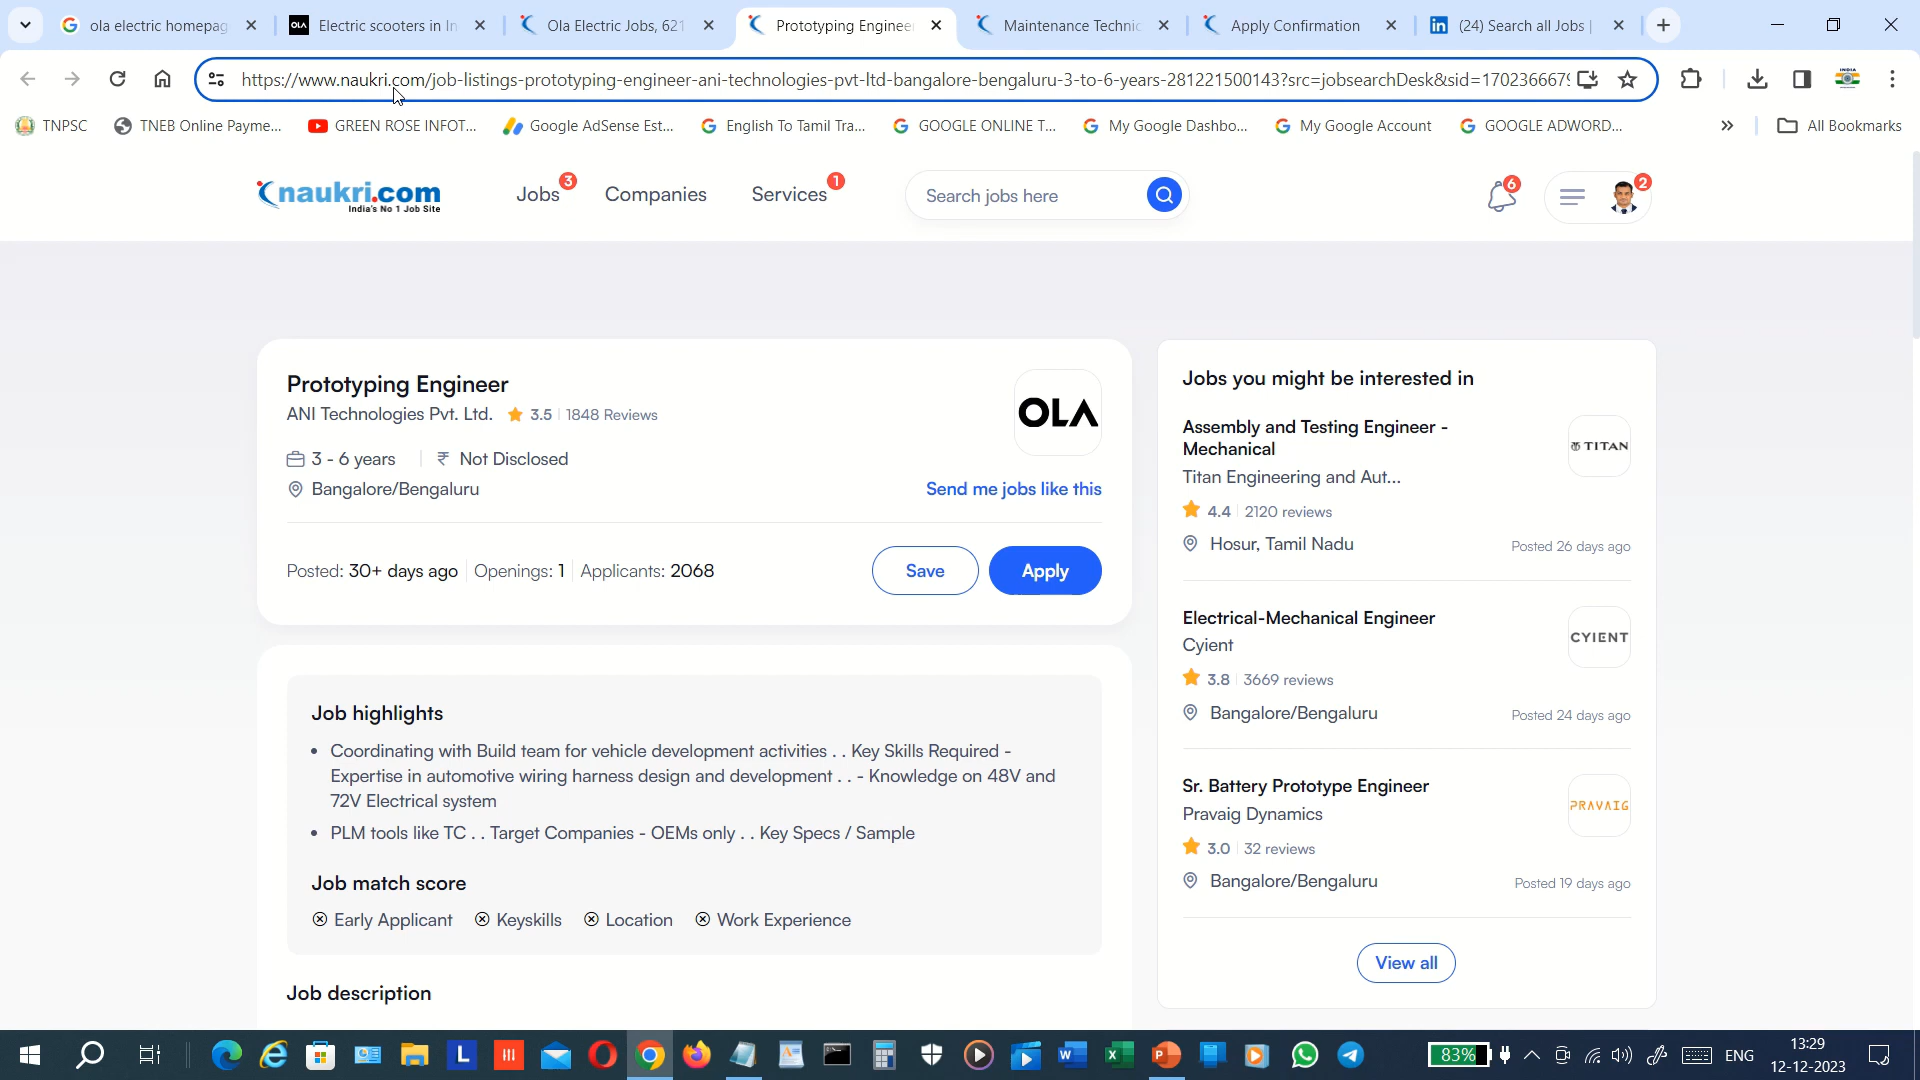 ola electric homepag
Electric scooters in In
Ola Electric Jobs, 621
Prototyping Enginee
Maintenance Technic
Apply Confirmation
(24) Search all Jobs |
https://www.naukri.com/job-listings-prototyping-engineer-ani-technologies-pvt-ltd-bangalore-bengaluru-3-to-6-years-281221500143?src=jobsearchDesk&sid=1702366679
TNPSC
TNEB Online Payme...
GREEN ROSE INFOT...
Google AdSense Est...
English To Tamil Tra...
GOOGLE ONLINE T...
My Google Dashbo...
My Google Account
GOOGLE ADWORD...
All Bookmarks
naukri.com
India's No 1 Job Site
Jobs 3
Companies
Services 1
Search jobs here
6
2
Prototyping Engineer
ANI Technologies Pvt. Ltd. 3.5 | 1848 Reviews
OLA
3 - 6 years | ₹ Not Disclosed
Bangalore/Bengaluru
Send me jobs like this
Posted: 30+ days ago | Openings: 1 | Applicants: 2068
Save
Apply
Job highlights
• Coordinating with Build team for vehicle development activities . . Key Skills Required -
Expertise in automotive wiring harness design and development . . - Knowledge on 48V and
72V Electrical system
• PLM tools like TC . . Target Companies - OEMs only . . Key Specs / Sample
Job match score
Early Applicant
Keyskills
Location
Work Experience
Job description
Jobs you might be interested in
Assembly and Testing Engineer -
Mechanical
TITAN
Titan Engineering and Aut...
4.4 | 2120 reviews
Hosur, Tamil Nadu
Posted 26 days ago
Electrical-Mechanical Engineer
CYIENT
Cyient
3.8 | 3669 reviews
Bangalore/Bengaluru
Posted 24 days ago
Sr. Battery Prototype Engineer
PRAVAIG
Pravaig Dynamics
3.0 | 32 reviews
Bangalore/Bengaluru
Posted 19 days ago
View all
83%
ENG
13:29
12-12-2023